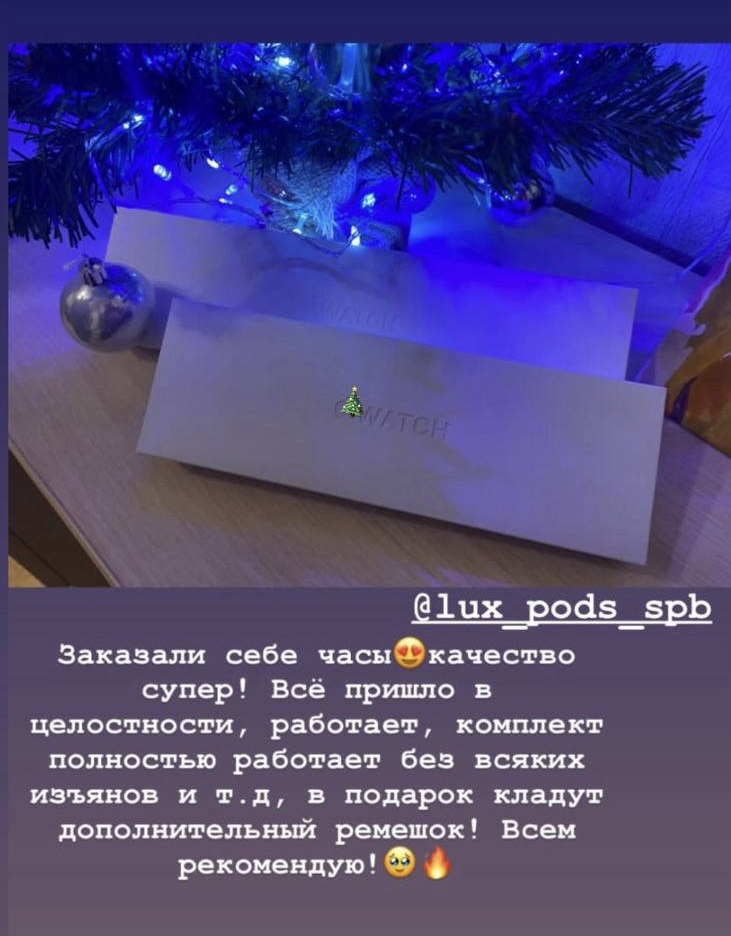 WATCH
WATCH
@lux_pods_spb
Заказали себе часы😍качество
супер! Всё пришло в
целостности, работает, комплект
полностью работает без всяких
изъянов и т.д, в подарок кладут
дополнительный ремешок! Всем
рекомендую!🥹🔥